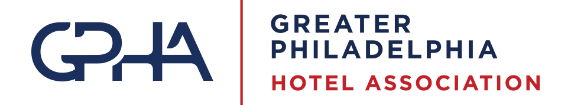 GPHA
GREATER
PHILADELPHIA
HOTEL ASSOCIATION